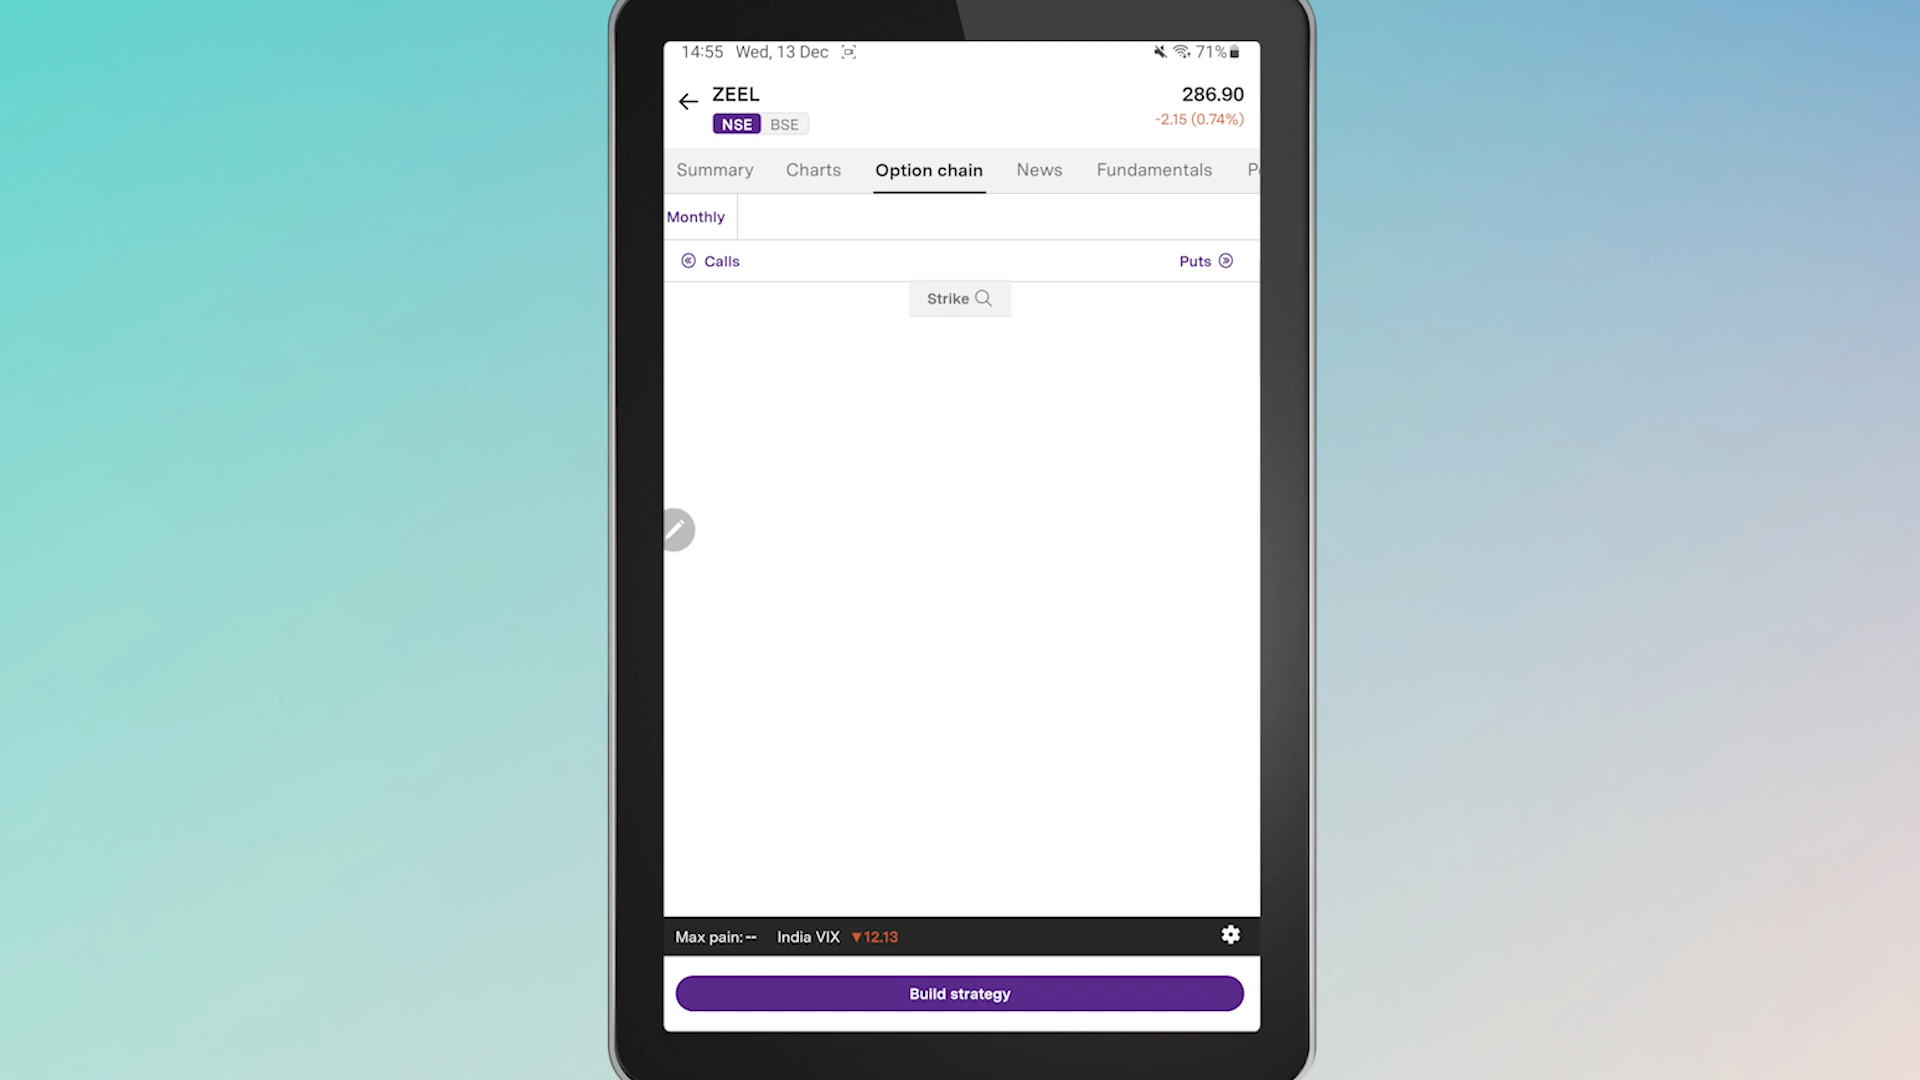 14:55 Wed, 13 Dec 71%
ZEEL 286.90
NSE BSE -2.15 (0.74%)
Summary Charts Option chain News Fundamentals P
Monthly
Calls Puts
Strike
Max pain: -- India VIX ▼12.13
Build strategy